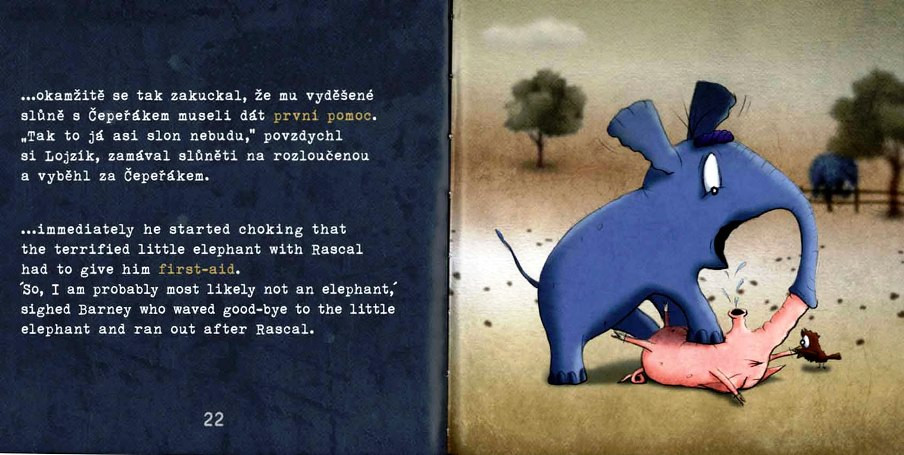 ...okamžitě se tak zakuckal, že mu vyděšené
slůně s Čepeřákem museli dát první pomoc.
„Tak to já asi slon nebudu," povzdychl
si Lojzík, zamával slůněti na rozloučenou
a vyběhl za Čepeřákem.
...immediately he started choking that
the terrified little elephant with Rascal
had to give him first-aid.
´So, I am probably most likely not an elephant,´
sighed Barney who waved good-bye to the little
elephant and ran out after Rascal.
22